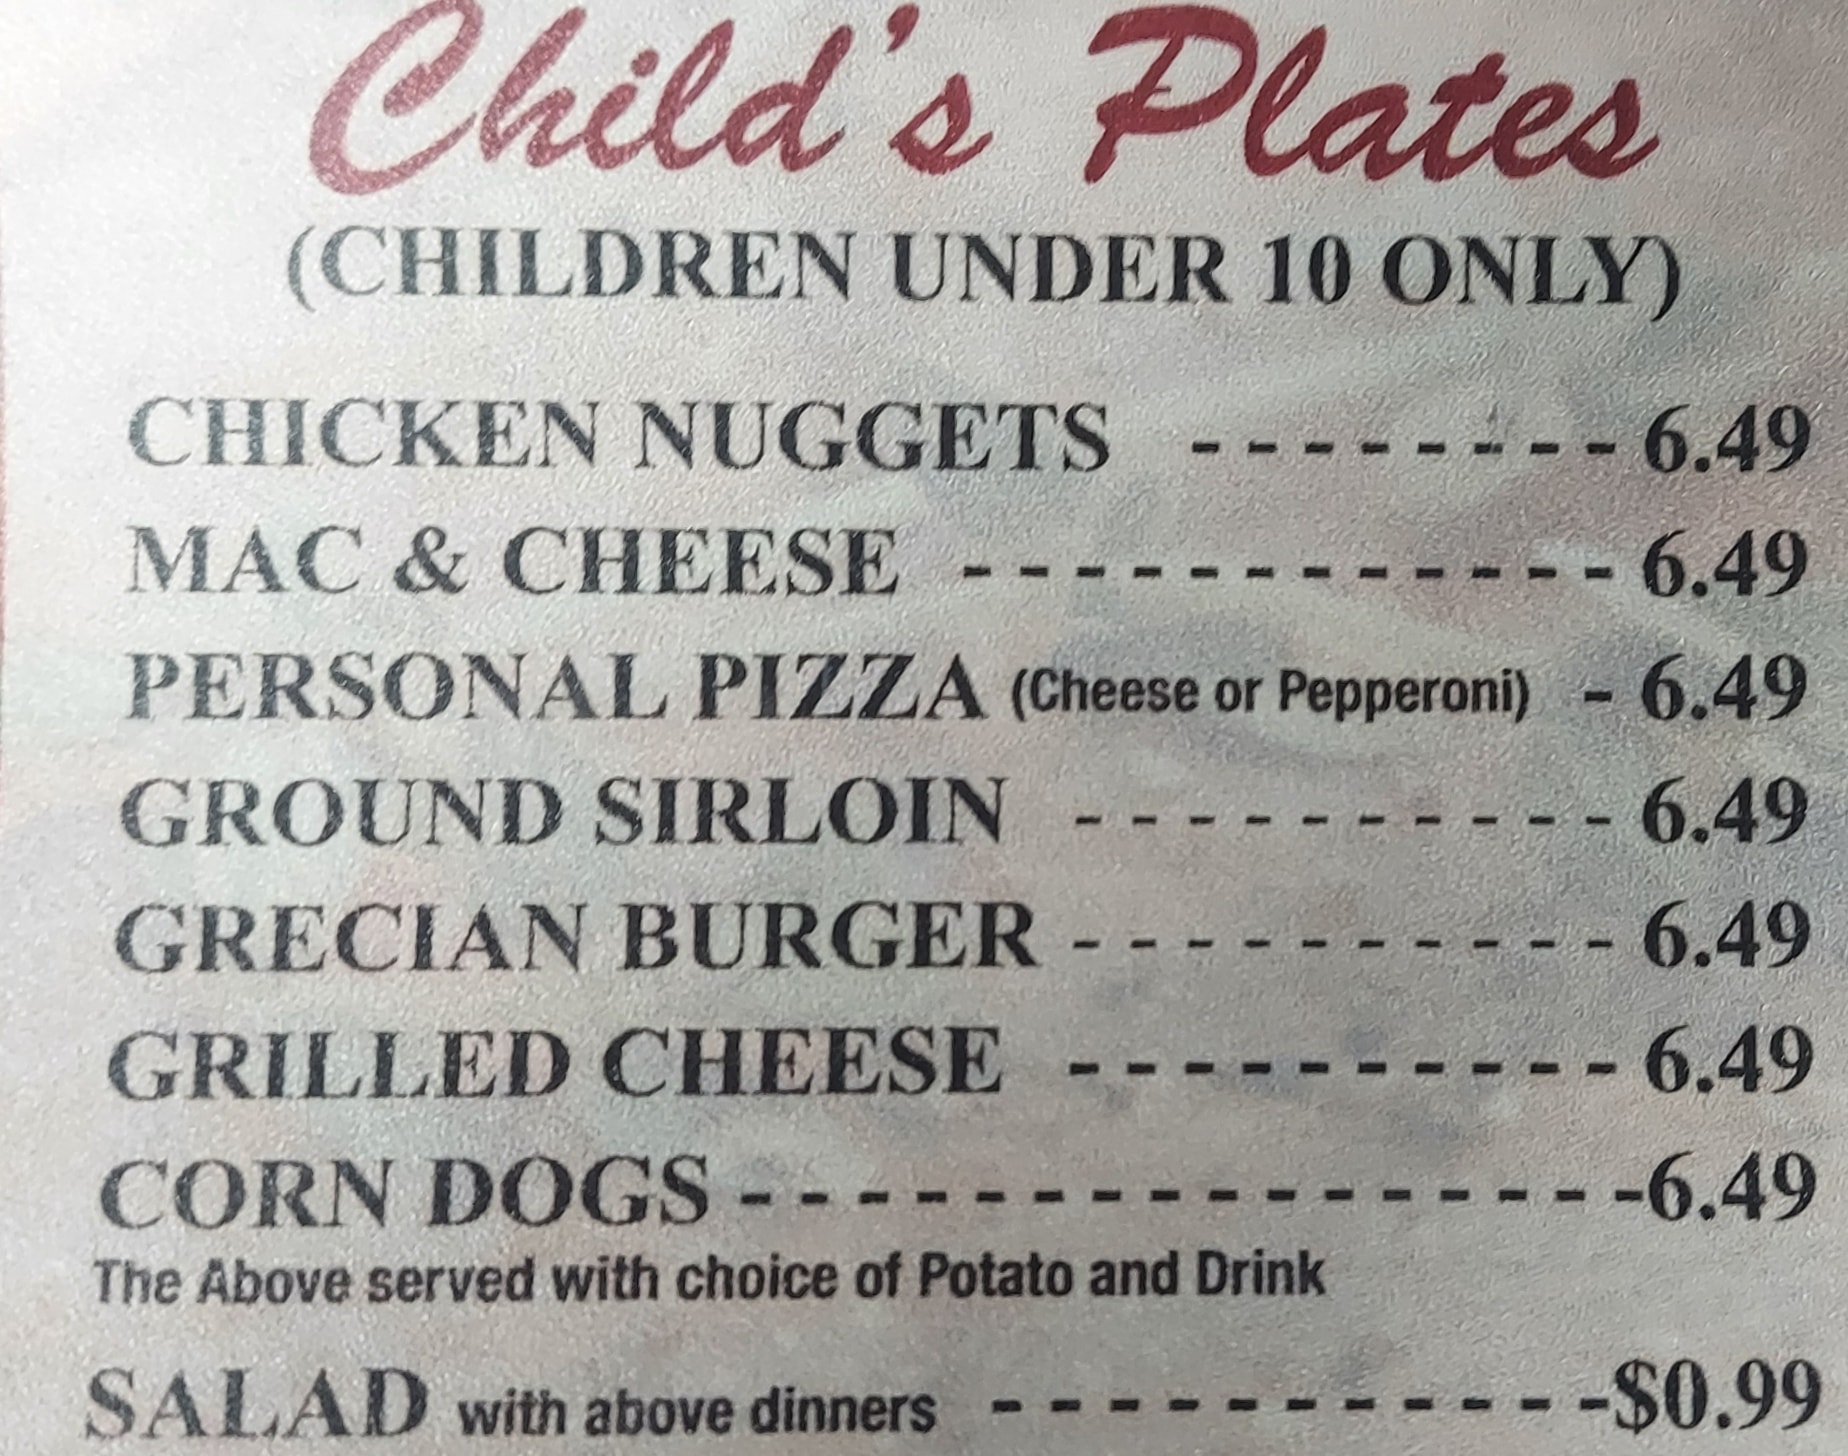 Child's Plates
(CHILDREN UNDER 10 ONLY)
CHICKEN NUGGETS - - - - - - - - 6.49
MAC & CHEESE - - - - - - - - - - - - 6.49
PERSONAL PIZZA (Cheese or Pepperoni) - 6.49
GROUND SIRLOIN - - - - - - - - - - 6.49
GRECIAN BURGER - - - - - - - - - - 6.49
GRILLED CHEESE - - - - - - - - - - 6.49
CORN DOGS - - - - - - - - - - - - - - - -6.49
The Above served with choice of Potato and Drink
SALAD with above dinners - - - - - - - - - - -$0.99